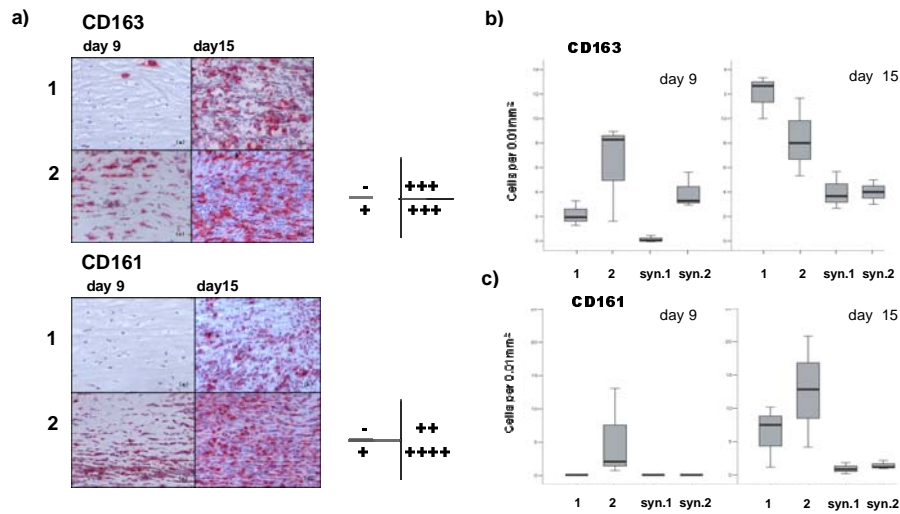 a)
CD163
day 9 day15
1
2
- +++
+ +++
CD161
day 9 day15
1
2
- ++
+ ++++
b)
CD163
day 9
day 15
Cells per 0.01mm²
1 2 syn.1 syn.2
1 2 syn.1 syn.2
c)
CD161
day 9
day 15
Cells per 0.01mm²
1 2 syn.1 syn.2
1 2 syn.1 syn.2